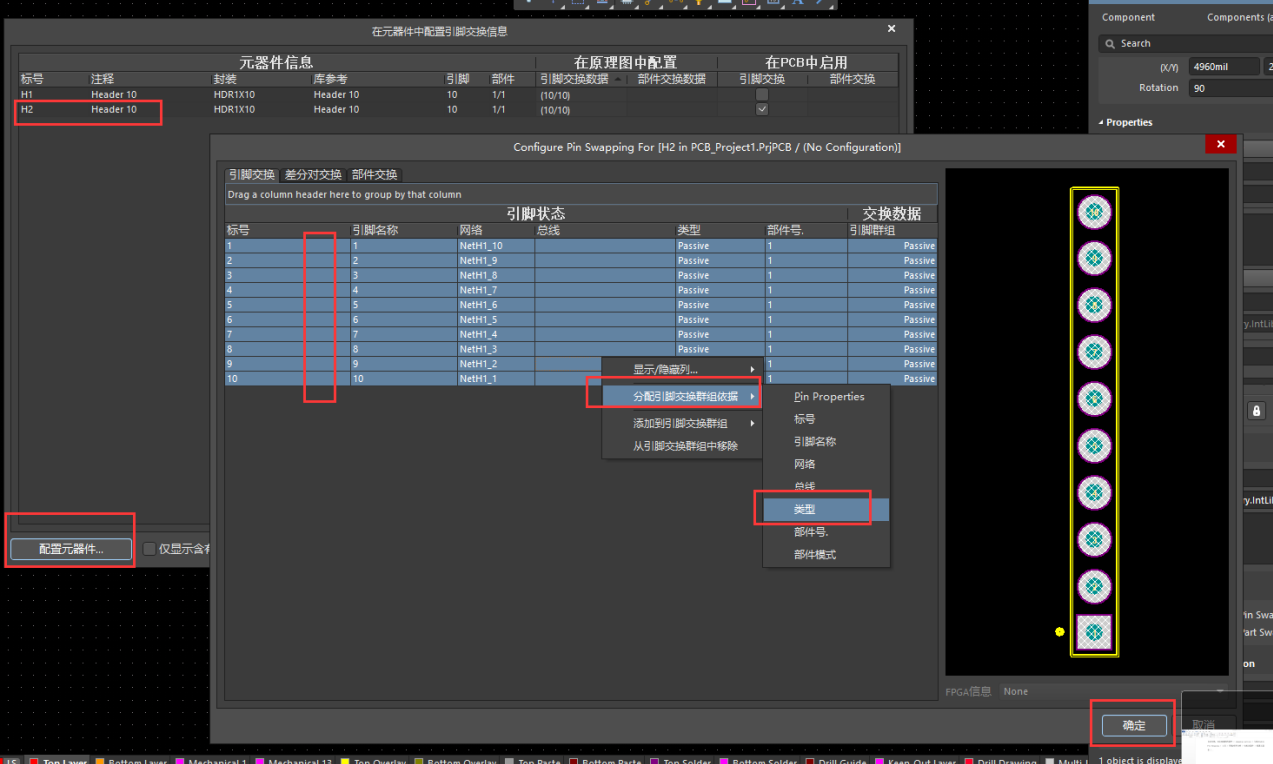 在元器件中配置引脚交换信息
元器件信息 在原理图中配置 在PCB中启用
标号 注释 封装 库参考 引脚 部件 引脚交换数据 部件交换数据 引脚交换 部件交换
H1 Header 10 HDR1X10 Header 10 10 1/1 (10/10)
H2 Header 10 HDR1X10 Header 10 10 1/1 (10/10)
Component Components (a
Search
(X/Y) 4960mil 2
Rotation 90
Properties
Configure Pin Swapping For [H2 in PCB_Project1.PrjPCB / (No Configuration)]
引脚交换 差分对交换 部件交换
Drag a column header here to group by that column
引脚状态 交换数据
标号 引脚名称 网络 总线 类型 部件号. 引脚群组
1 1 NetH1_10 Passive 1 Passive
2 2 NetH1_9 Passive 1 Passive
3 3 NetH1_8 Passive 1 Passive
4 4 NetH1_7 Passive 1 Passive
5 5 NetH1_6 Passive 1 Passive
6 6 NetH1_5 Passive 1 Passive
7 7 NetH1_4 Passive 1 Passive
8 8 NetH1_3 Passive 1 Passive
9 9 NetH1_2 1 Passive
10 10 NetH1_1 1 Passive
显示/隐藏列...
分配引脚交换群组依据
添加到引脚交换群组
从引脚交换群组中移除
Pin Properties
标号
引脚名称
网络
总线
类型
部件号.
部件模式
配置元器件...
仅显示含有
y.IntLi
y.IntLi
in Swa
art Sw
on
FPGA信息 None
确定
取消
LS Top Layer Bottom Layer Mechanical 1 Mechanical 13 Top Overlay Bottom Overlay Top Paste Bottom Paste Top Solder Bottom Solder Drill Guide Keep-Out Layer Drill Drawing Multi-L
1 object is displaye